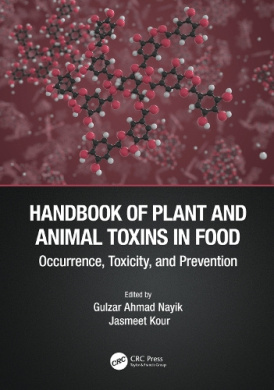 HANDBOOK OF PLANT AND
ANIMAL TOXINS IN FOOD
Occurrence, Toxicity, and Prevention
Edited by
Gulzar Ahmad Nayik
Jasmeet Kour
CRC CRC Press
Taylor & Francis Group